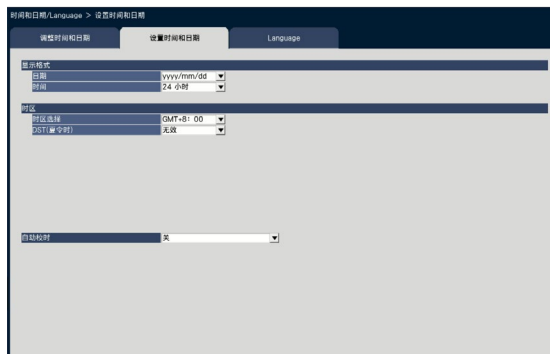 时间和日期/Language > 设置时间和日期
调整时间和日期 设置时间和日期 Language
显示格式
日期 yyyy/mm/dd
时间 24 小时
时区
时区选择 GMT+8：00
DST(夏令时) 无效
自动校时 关